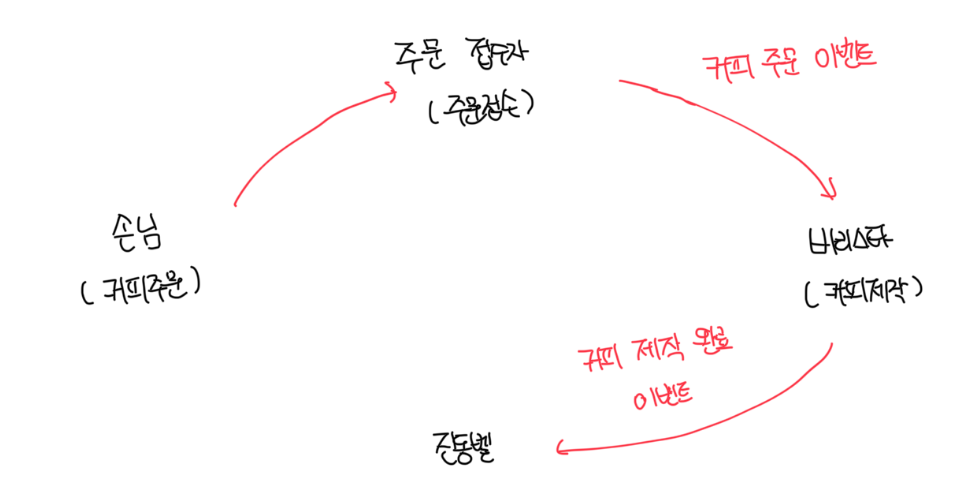 주문 접수자
(주문접수)
커피 주문 이벤트
손님
(커피주문)
바리스타
(커피제작)
커피 제작 완료
이벤트
진동벨